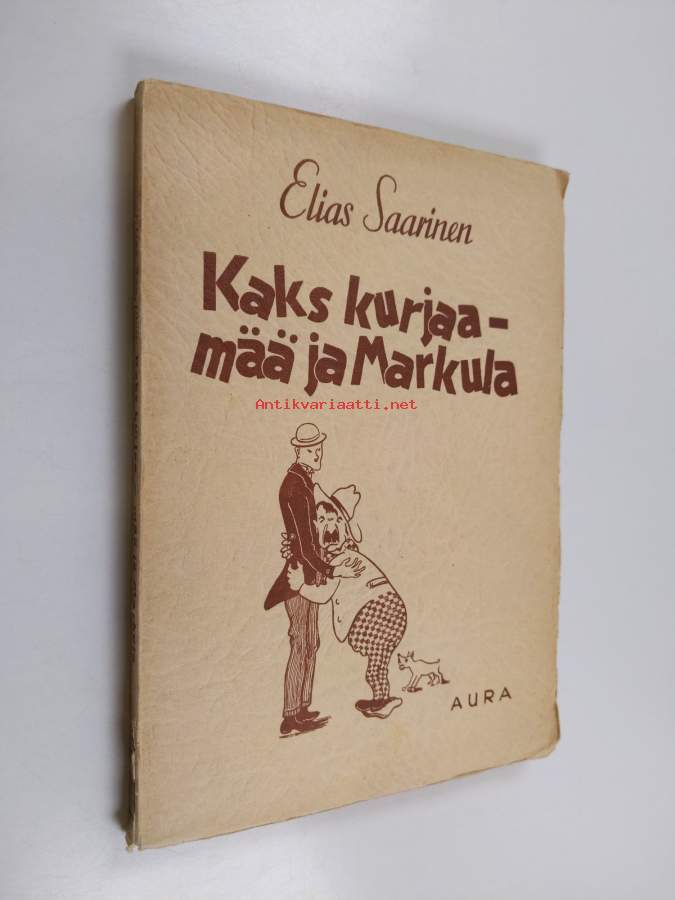 Elias Saarinen
Kaks kurjaa-
mää ja Markula
Antikvariaatti.net
AURA